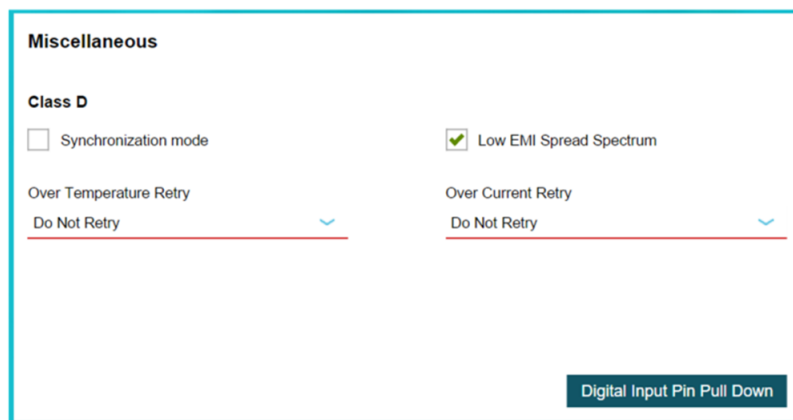 Miscellaneous
Class D
Synchronization mode
Low EMI Spread Spectrum
Over Temperature Retry
Over Current Retry
Do Not Retry
Do Not Retry
Digital Input Pin Pull Down